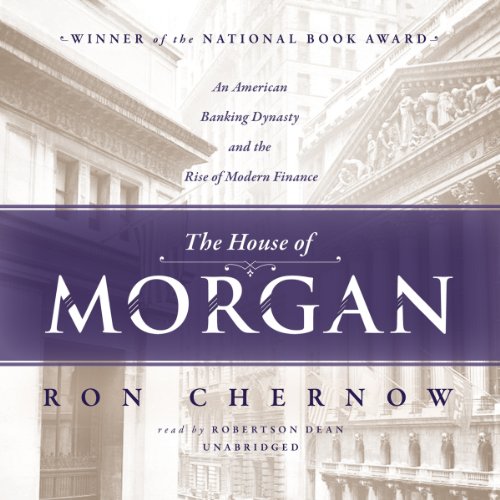 WINNER of the NATIONAL BOOK AWARD
An American
Banking Dynasty
and the
Rise of Modern Finance
The House of
MORGAN
RON CHERNOW
read by ROBERTSON DEAN
UNABRIDGED